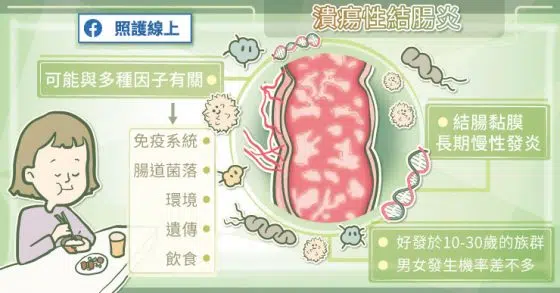 照護線上
潰瘍性結腸炎
可能與多種因子有關
免疫系統
腸道菌落
環境
遺傳
飲食
結腸黏膜
長期慢性發炎
好發於10-30歲的族群
男女發生機率差不多